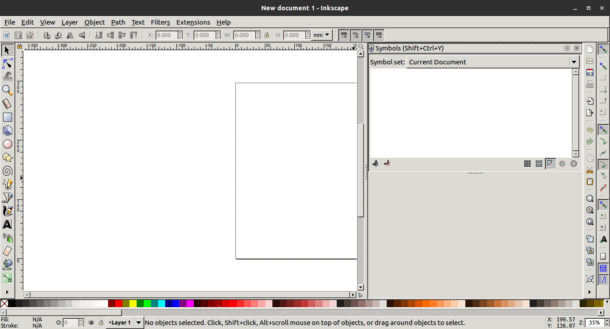 New document 1 - Inkscape
File Edit View Layer Object Path Text Filters Extensions Help
X: 0.000 Y: 0.000 W: 0.000 H: 0.000 mm
Symbols (Shift+Ctrl+Y)
Symbol set: Current Document
Fill: N/A
Stroke: N/A
O: 0
Layer 1
No objects selected. Click, Shift+click, Alt+scroll mouse on top of objects, or drag around objects to select.
X: 199.57
Y: 136.07
Z: 35%